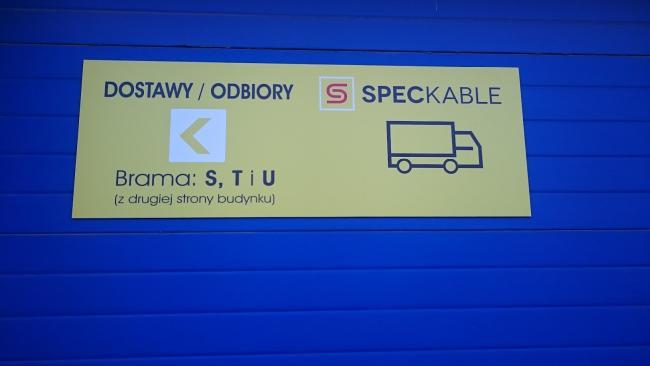 DOSTAWY / ODBIORY
Brama: S, T i U
(z drugiej strony budynku)
S SPECKABLE